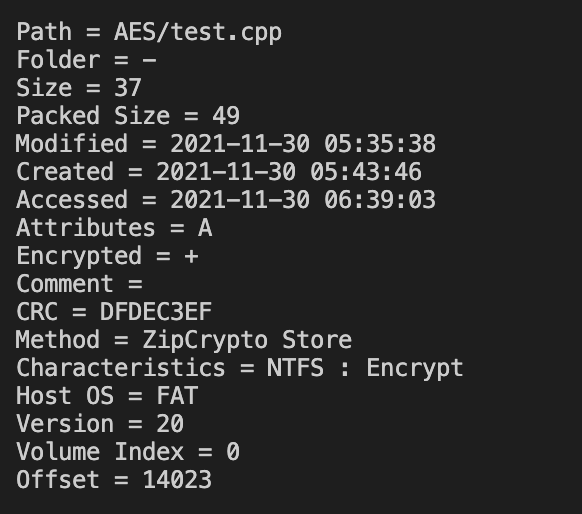 Path = AES/test.cpp
Folder = -
Size = 37
Packed Size = 49
Modified = 2021-11-30 05:35:38
Created = 2021-11-30 05:43:46
Accessed = 2021-11-30 06:39:03
Attributes = A
Encrypted = +
Comment =
CRC = DFDEC3EF
Method = ZipCrypto Store
Characteristics = NTFS : Encrypt
Host OS = FAT
Version = 20
Volume Index = 0
Offset = 14023